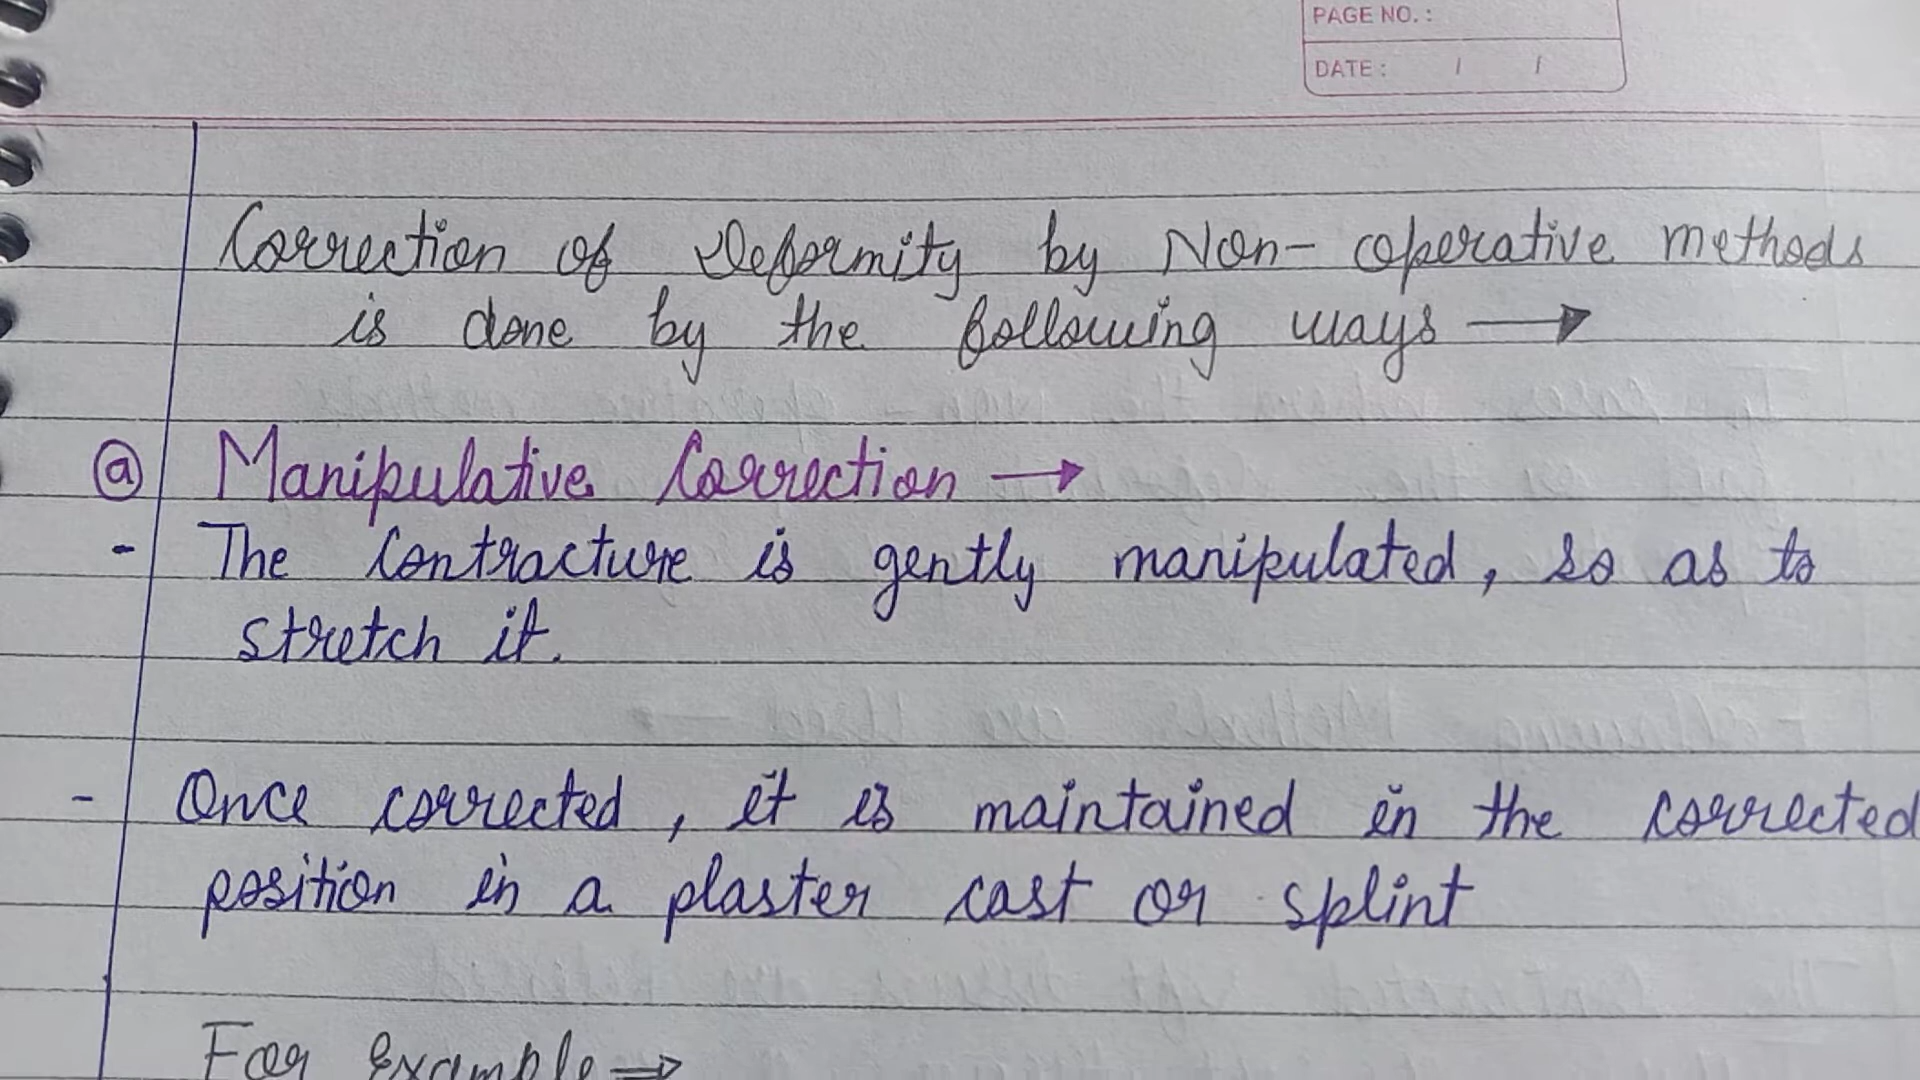 PAGE NO. :
DATE : / /
Correction of Deformity by Non- operative methods
is done by the following ways →
ⓐ Manipulative Correction →
- The Contracture is gently manipulated, so as to
stretch it.
- Once corrected, it is maintained in the corrected
position in a plaster cast or splint
For Example →